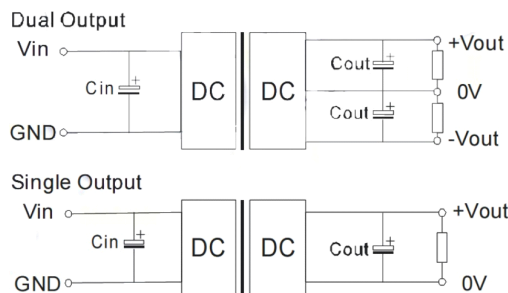 Dual Output
Vin
+
Cin
GND
DC
DC
+
Cout
+
Cout
+Vout
0V
-Vout
Single Output
Vin
+
Cin
GND
DC
DC
+
Cout
+Vout
0V